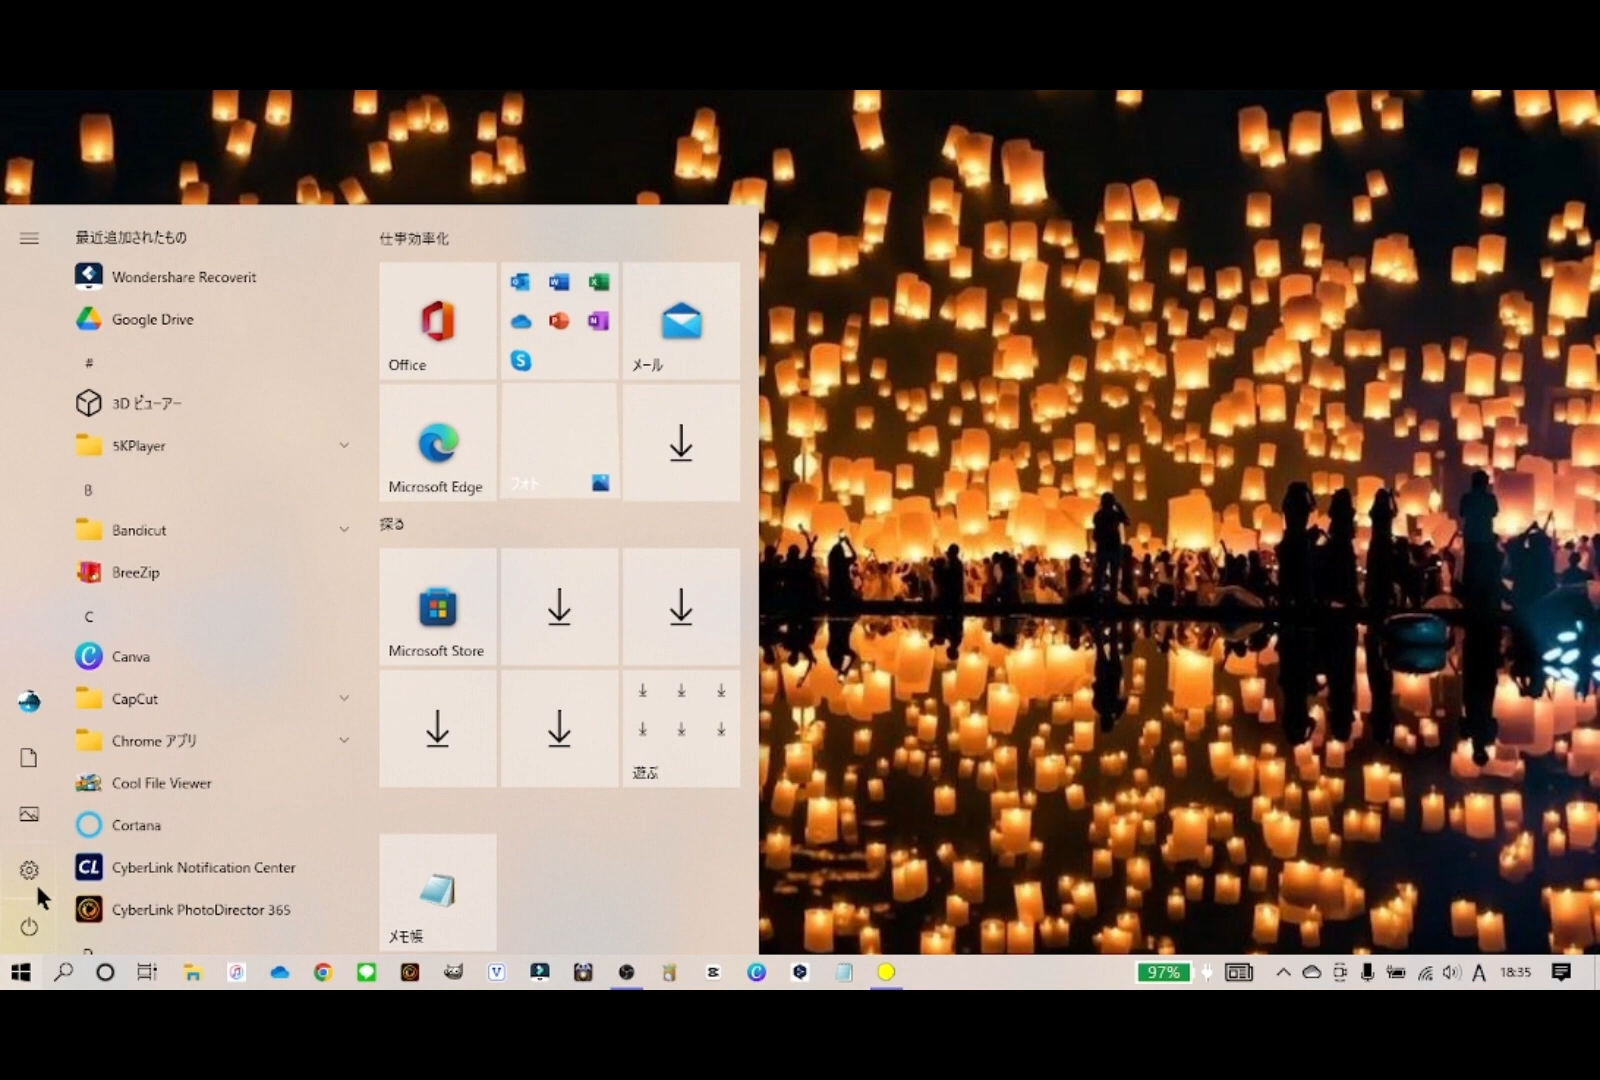 最近追加されたもの
Wondershare Recoverit
Google Drive
#
3D ビューアー
5KPlayer
B
Bandicut
BreeZip
C
Canva
CapCut
Chrome アプリ
Cool File Viewer
Cortana
CL
CyberLink Notification Center
CyberLink PhotoDirector 365
仕事効率化
Office
メール
Microsoft Edge
フォト
探る
Microsoft Store
遊ぶ
メモ帳
97%
A
18:35